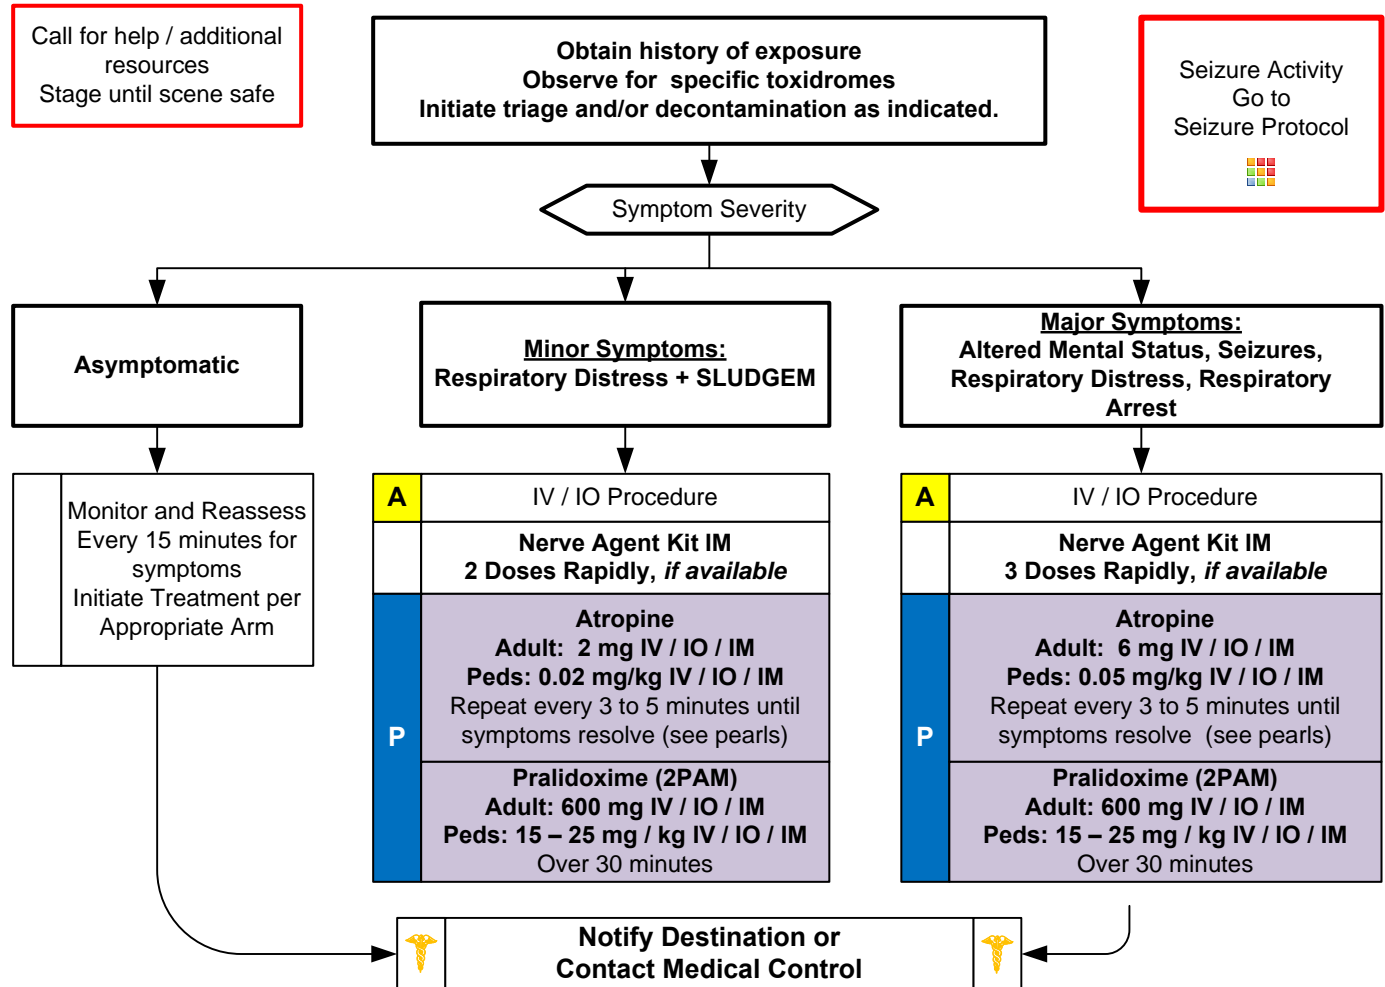 Call for help / additional
resources
Stage until scene safe
Obtain history of exposure
Observe for specific toxidromes
Initiate triage and/or decontamination as indicated.
Seizure Activity
Go to
Seizure Protocol
Symptom Severity
Asymptomatic
Minor Symptoms:
Respiratory Distress + SLUDGEM
Major Symptoms:
Altered Mental Status, Seizures,
Respiratory Distress, Respiratory
Arrest
Monitor and Reassess
Every 15 minutes for
symptoms
Initiate Treatment per
Appropriate Arm
A
IV / IO Procedure
Nerve Agent Kit IM
2 Doses Rapidly, if available
P
Atropine
Adult: 2 mg IV / IO / IM
Peds: 0.02 mg/kg IV / IO / IM
Repeat every 3 to 5 minutes until
symptoms resolve (see pearls)
Pralidoxime (2PAM)
Adult: 600 mg IV / IO / IM
Peds: 15 – 25 mg / kg IV / IO / IM
Over 30 minutes
A
IV / IO Procedure
Nerve Agent Kit IM
3 Doses Rapidly, if available
P
Atropine
Adult: 6 mg IV / IO / IM
Peds: 0.05 mg/kg IV / IO / IM
Repeat every 3 to 5 minutes until
symptoms resolve (see pearls)
Pralidoxime (2PAM)
Adult: 600 mg IV / IO / IM
Peds: 15 – 25 mg / kg IV / IO / IM
Over 30 minutes
Notify Destination or
Contact Medical Control